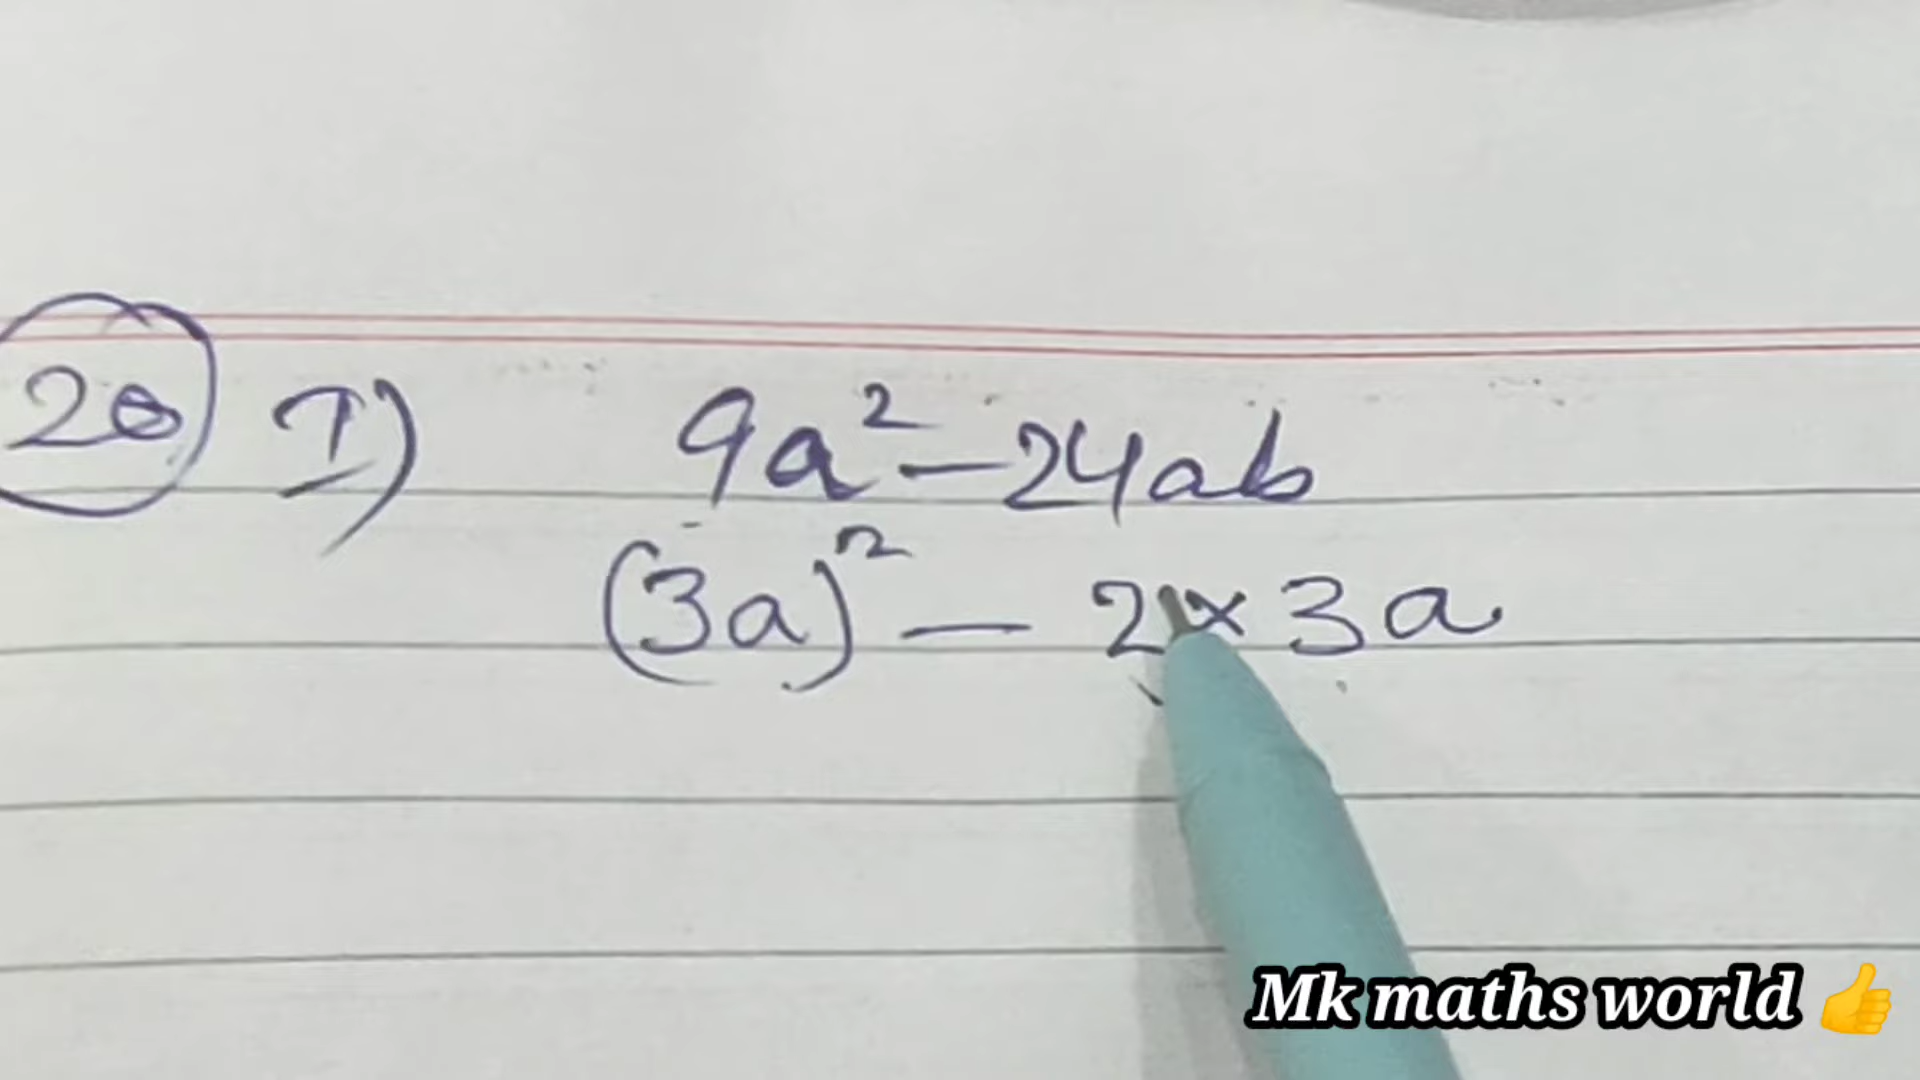 20 I) 9a² - 24ab
(3a)² - 2 × 3a
Mk maths world 👍